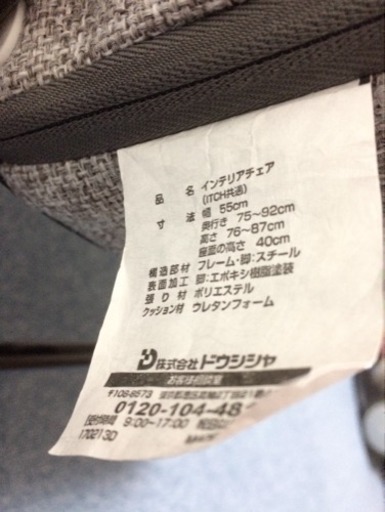 品 名 インテリアチェア
(ITCH共通)
寸 法 幅 55cm
奥行き 75~92cm
高さ 76~87cm
座面の高さ 40cm
構造部材 フレーム・脚:スチール
表面加工 脚:エポキシ樹脂塗装
張り材 ポリエステル
クッション材 ウレタンフォーム
株式会社ドウシシャ
お客様相談室
〒108-8573
0120-104-48
9:00~17:00
170213D